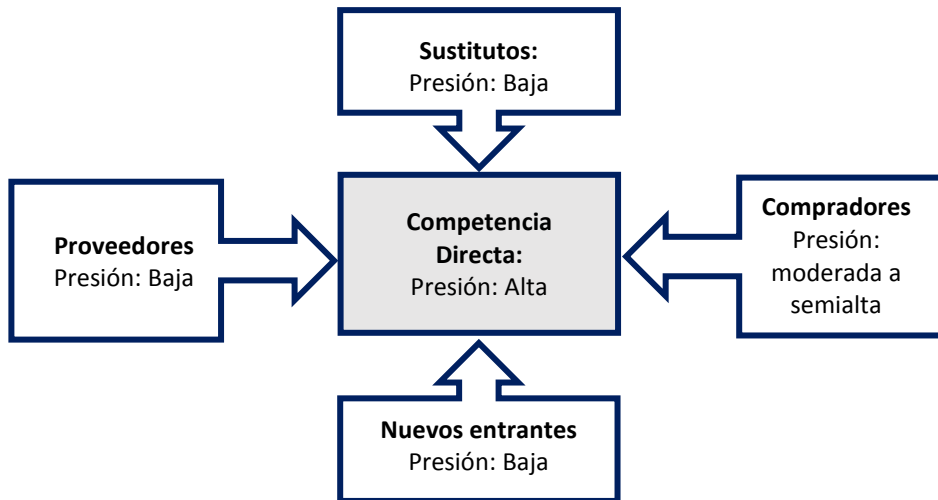 Sustitutos:
Presión: Baja
Proveedores
Presión: Baja
Competencia
Directa:
Presión: Alta
Compradores
Presión:
moderada a
semialta
Nuevos entrantes
Presión: Baja